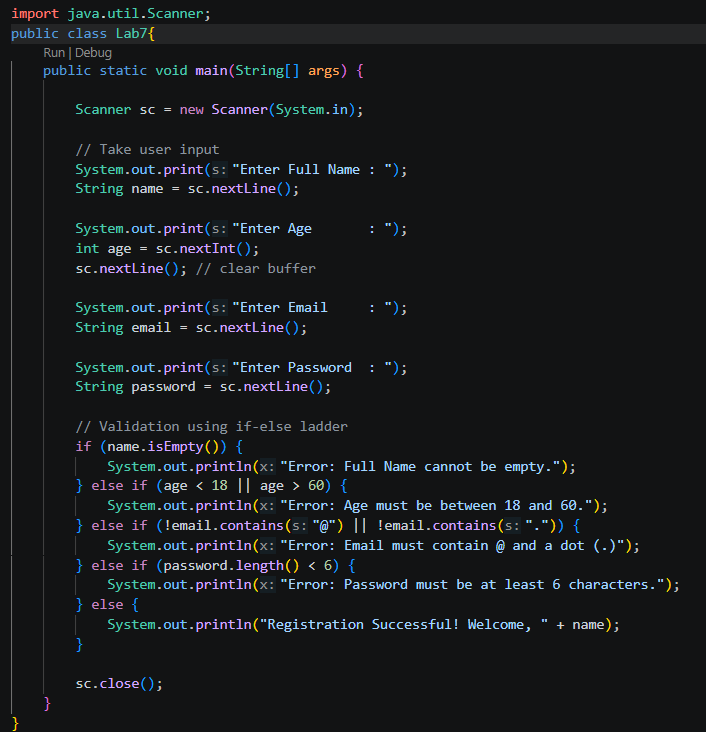 import java.util.Scanner;
public class Lab7{
Run | Debug
    public static void main(String[] args) {

        Scanner sc = new Scanner(System.in);

        // Take user input
        System.out.print(s:"Enter Full Name : ");
        String name = sc.nextLine();

        System.out.print(s:"Enter Age       : ");
        int age = sc.nextInt();
        sc.nextLine(); // clear buffer

        System.out.print(s:"Enter Email     : ");
        String email = sc.nextLine();

        System.out.print(s:"Enter Password  : ");
        String password = sc.nextLine();

        // Validation using if-else ladder
        if (name.isEmpty()) {
            System.out.println(x:"Error: Full Name cannot be empty.");
        } else if (age < 18 || age > 60) {
            System.out.println(x:"Error: Age must be between 18 and 60.");
        } else if (!email.contains(s:"@") || !email.contains(s:".")) {
            System.out.println(x:"Error: Email must contain @ and a dot (.)");
        } else if (password.length() < 6) {
            System.out.println(x:"Error: Password must be at least 6 characters.");
        } else {
            System.out.println("Registration Successful! Welcome, " + name);
        }

        sc.close();
    }
}